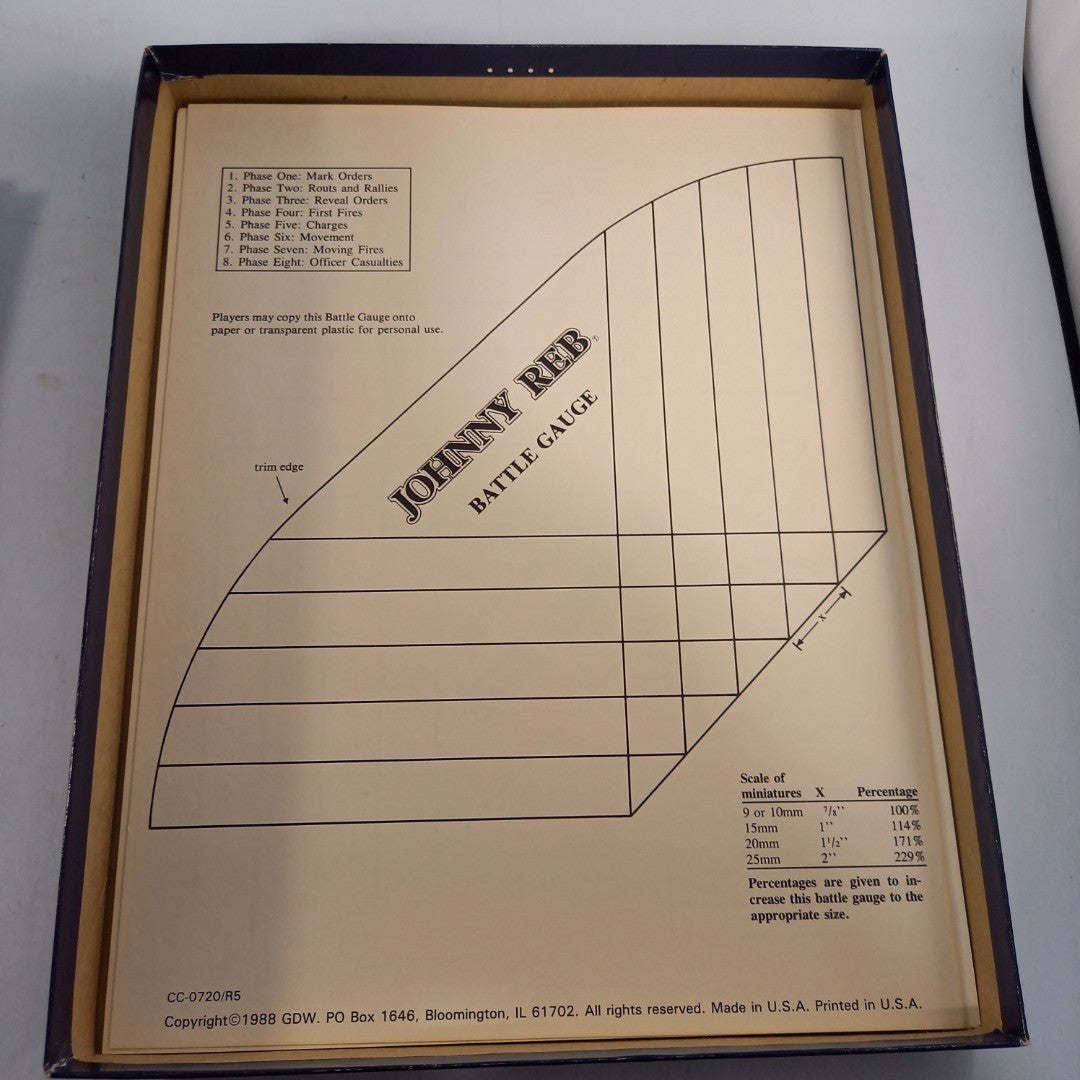 1. Phase One: Mark Orders
2. Phase Two: Routs and Rallies
3. Phase Three: Reveal Orders
4. Phase Four: First Fires
5. Phase Five: Charges
6. Phase Six: Movement
7. Phase Seven: Moving Fires
8. Phase Eight: Officer Casualties
Players may copy this Battle Gauge onto
paper or transparent plastic for personal use.
JOHNNY REB
BATTLE GAUGE
trim edge
x
Scale of
miniatures X Percentage
9 or 10mm 7/8'' 100%
15mm 1'' 114%
20mm 1 1/2'' 171%
25mm 2'' 229%
Percentages are given to in-
crease this battle gauge to the
appropriate size.
CC-0720/R5
Copyright©1988 GDW. PO Box 1646, Bloomington, IL 61702. All rights reserved. Made in U.S.A. Printed in U.S.A.